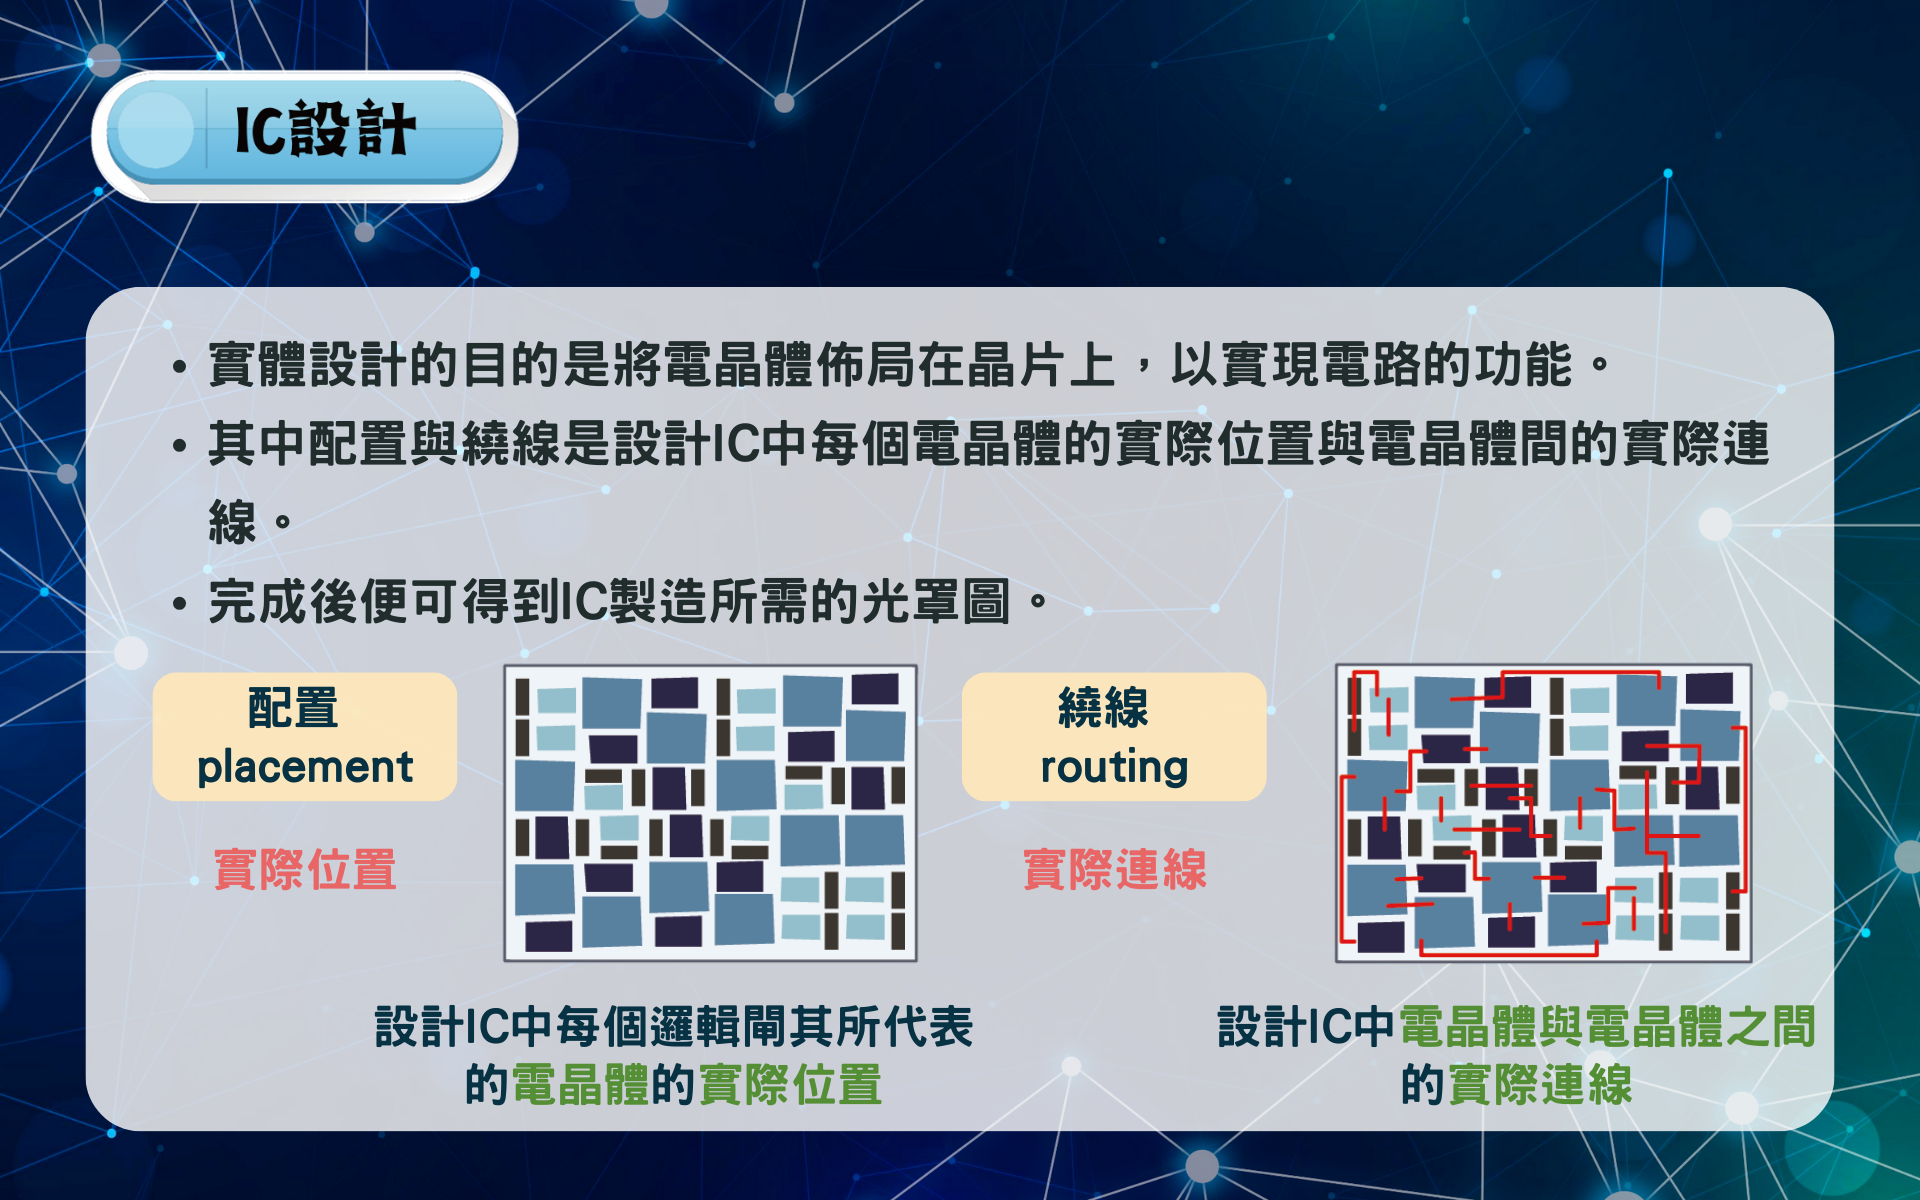 IC設計
• 實體設計的目的是將電晶體佈局在晶片上，以實現電路的功能。
• 其中配置與繞線是設計IC中每個電晶體的實際位置與電晶體間的實際連
線。
• 完成後便可得到IC製造所需的光罩圖。
配置
placement
實際位置
設計IC中每個邏輯閘其所代表
的電晶體的實際位置
繞線
routing
實際連線
設計IC中電晶體與電晶體之間
的實際連線